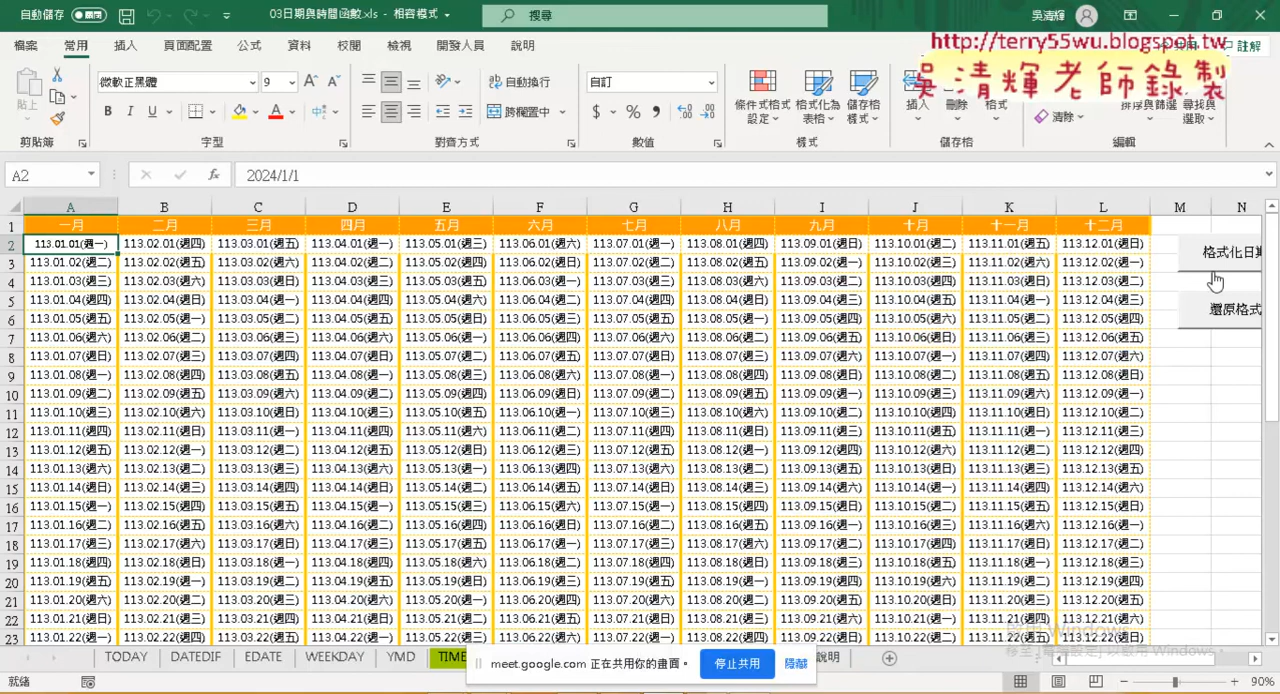 自動儲存 關閉 03日期與時間函數.xls - 相容模式 搜尋 吳清輝
檔案 常用 插入 頁面配置 公式 資料 校閱 檢視 開發人員 說明 共用 註解
http://terry55wu.blogspot.tw
吳清輝老師錄製
貼上 微軟正黑體 9 自動換行 自訂 條件式格式設定 格式化為表格 儲存格樣式 插入 刪除 格式 排序與篩選 尋找與選取
B I U 跨欄置中 $ % 清除
剪貼簿 字型 對齊方式 數值 樣式 儲存格 編輯
A2 fx 2024/1/1
A B C D E F G H I J K L M N
1 一月 二月 三月 四月 五月 六月 七月 八月 九月 十月 十一月 十二月
2 113.01.01(週一) 113.02.01(週四) 113.03.01(週五) 113.04.01(週一) 113.05.01(週三) 113.06.01(週六) 113.07.01(週一) 113.08.01(週四) 113.09.01(週日) 113.10.01(週二) 113.11.01(週五) 113.12.01(週日) 格式化日期
3 113.01.02(週二) 113.02.02(週五) 113.03.02(週六) 113.04.02(週二) 113.05.02(週四) 113.06.02(週日) 113.07.02(週二) 113.08.02(週五) 113.09.02(週一) 113.10.02(週三) 113.11.02(週六) 113.12.02(週一)
4 113.01.03(週三) 113.02.03(週六) 113.03.03(週日) 113.04.03(週三) 113.05.03(週五) 113.06.03(週一) 113.07.03(週三) 113.08.03(週六) 113.09.03(週二) 113.10.03(週四) 113.11.03(週日) 113.12.03(週二)
5 113.01.04(週四) 113.02.04(週日) 113.03.04(週一) 113.04.04(週四) 113.05.04(週六) 113.06.04(週二) 113.07.04(週四) 113.08.04(週日) 113.09.04(週三) 113.10.04(週五) 113.11.04(週一) 113.12.04(週三) 還原格式
6 113.01.05(週五) 113.02.05(週一) 113.03.05(週二) 113.04.05(週五) 113.05.05(週日) 113.06.05(週三) 113.07.05(週五) 113.08.05(週一) 113.09.05(週四) 113.10.05(週六) 113.11.05(週二) 113.12.05(週四)
7 113.01.06(週六) 113.02.06(週二) 113.03.06(週三) 113.04.06(週六) 113.05.06(週一) 113.06.06(週四) 113.07.06(週六) 113.08.06(週二) 113.09.06(週五) 113.10.06(週日) 113.11.06(週三) 113.12.06(週五)
8 113.01.07(週日) 113.02.07(週三) 113.03.07(週四) 113.04.07(週日) 113.05.07(週二) 113.06.07(週五) 113.07.07(週日) 113.08.07(週三) 113.09.07(週六) 113.10.07(週一) 113.11.07(週四) 113.12.07(週六)
9 113.01.08(週一) 113.02.08(週四) 113.03.08(週五) 113.04.08(週一) 113.05.08(週三) 113.06.08(週六) 113.07.08(週一) 113.08.08(週四) 113.09.08(週日) 113.10.08(週二) 113.11.08(週五) 113.12.08(週日)
10 113.01.09(週二) 113.02.09(週五) 113.03.09(週六) 113.04.09(週二) 113.05.09(週四) 113.06.09(週日) 113.07.09(週二) 113.08.09(週五) 113.09.09(週一) 113.10.09(週三) 113.11.09(週六) 113.12.09(週一)
11 113.01.10(週三) 113.02.10(週六) 113.03.10(週日) 113.04.10(週三) 113.05.10(週五) 113.06.10(週一) 113.07.10(週三) 113.08.10(週六) 113.09.10(週二) 113.10.10(週四) 113.11.10(週日) 113.12.10(週二)
12 113.01.11(週四) 113.02.11(週日) 113.03.11(週一) 113.04.11(週四) 113.05.11(週六) 113.06.11(週二) 113.07.11(週四) 113.08.11(週日) 113.09.11(週三) 113.10.11(週五) 113.11.11(週一) 113.12.11(週三)
13 113.01.12(週五) 113.02.12(週一) 113.03.12(週二) 113.04.12(週五) 113.05.12(週日) 113.06.12(週三) 113.07.12(週五) 113.08.12(週一) 113.09.12(週四) 113.10.12(週六) 113.11.12(週二) 113.12.12(週四)
14 113.01.13(週六) 113.02.13(週二) 113.03.13(週三) 113.04.13(週六) 113.05.13(週一) 113.06.13(週四) 113.07.13(週六) 113.08.13(週二) 113.09.13(週五) 113.10.13(週日) 113.11.13(週三) 113.12.13(週五)
15 113.01.14(週日) 113.02.14(週三) 113.03.14(週四) 113.04.14(週日) 113.05.14(週二) 113.06.14(週五) 113.07.14(週日) 113.08.14(週三) 113.09.14(週六) 113.10.14(週一) 113.11.14(週四) 113.12.14(週六)
16 113.01.15(週一) 113.02.15(週四) 113.03.15(週五) 113.04.15(週一) 113.05.15(週三) 113.06.15(週六) 113.07.15(週一) 113.08.15(週四) 113.09.15(週日) 113.10.15(週二) 113.11.15(週五) 113.12.15(週日)
17 113.01.16(週二) 113.02.16(週五) 113.03.16(週六) 113.04.16(週二) 113.05.16(週四) 113.06.16(週日) 113.07.16(週二) 113.08.16(週五) 113.09.16(週一) 113.10.16(週三) 113.11.16(週六) 113.12.16(週一)
18 113.01.17(週三) 113.02.17(週六) 113.03.17(週日) 113.04.17(週三) 113.05.17(週五) 113.06.17(週一) 113.07.17(週三) 113.08.17(週六) 113.09.17(週二) 113.10.17(週四) 113.11.17(週日) 113.12.17(週二)
19 113.01.18(週四) 113.02.18(週日) 113.03.18(週一) 113.04.18(週四) 113.05.18(週六) 113.06.18(週二) 113.07.18(週四) 113.08.18(週日) 113.09.18(週三) 113.10.18(週五) 113.11.18(週一) 113.12.18(週三)
20 113.01.19(週五) 113.02.19(週一) 113.03.19(週二) 113.04.19(週五) 113.05.19(週日) 113.06.19(週三) 113.07.19(週五) 113.08.19(週一) 113.09.19(週四) 113.10.19(週六) 113.11.19(週二) 113.12.19(週四)
21 113.01.20(週六) 113.02.20(週二) 113.03.20(週三) 113.04.20(週六) 113.05.20(週一) 113.06.20(週四) 113.07.20(週六) 113.08.20(週二) 113.09.20(週五) 113.10.20(週日) 113.11.20(週三) 113.12.20(週五)
22 113.01.21(週日) 113.02.21(週三) 113.03.21(週四) 113.04.21(週日) 113.05.21(週二) 113.06.21(週五) 113.07.21(週日) 113.08.21(週三) 113.09.21(週六) 113.10.21(週一) 113.11.21(週四) 113.12.21(週六)
23 113.01.22(週一) 113.02.22(週四) 113.03.22(週五) 113.04.22(週一) 113.05.22(週三) 113.06.22(週六) 113.07.22(週一) 113.08.22(週四) 113.09.22(週日) 113.10.22(週二) 113.11.22(週五) 113.12.22(週日)
啟用 Windows
移至 [電腦設定] 以啟用 Windows。
TODAY DATEDIF EDATE WEEKDAY YMD TIME 說明
meet.google.com 正在共用你的畫面。 停止共用 隱藏
就緒 90%